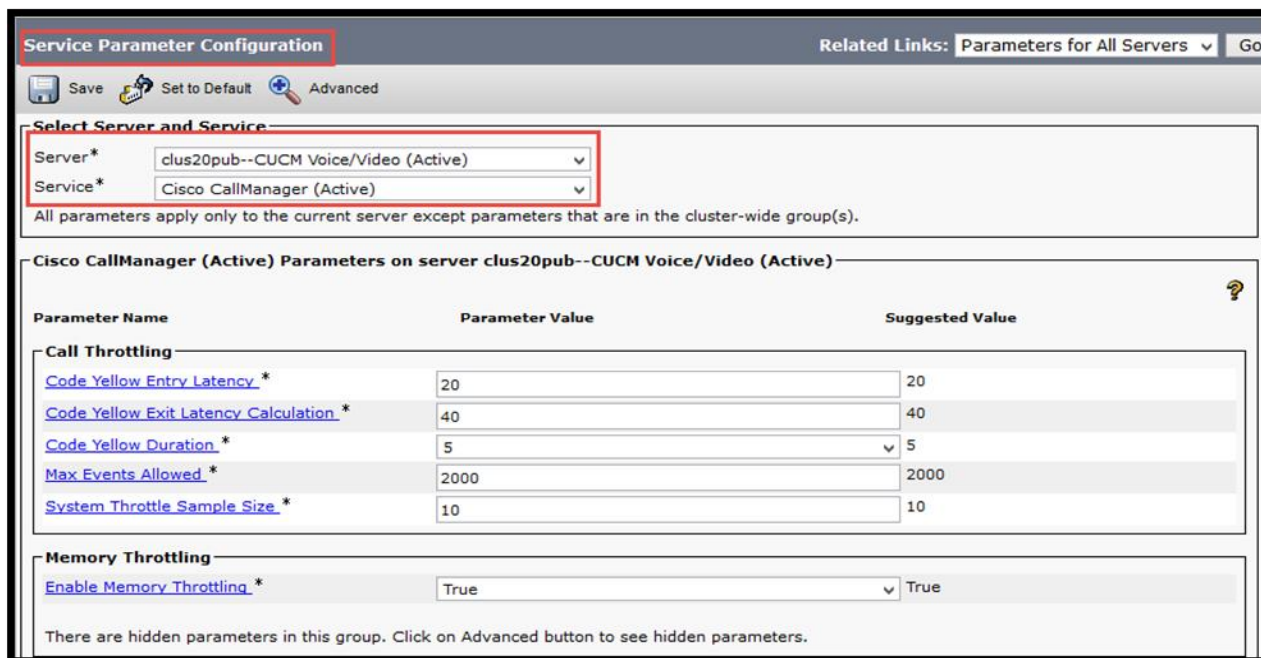 Service Parameter Configuration Related Links: Parameters for All Servers Go
Save Set to Default Advanced
Select Server and Service
Server* clus20pub--CUCM Voice/Video (Active)
Service* Cisco CallManager (Active)
All parameters apply only to the current server except parameters that are in the cluster-wide group(s).
Cisco CallManager (Active) Parameters on server clus20pub--CUCM Voice/Video (Active)
?
Parameter Name Parameter Value Suggested Value
Call Throttling
Code Yellow Entry Latency * 20 20
Code Yellow Exit Latency Calculation * 40 40
Code Yellow Duration * 5 5
Max Events Allowed * 2000 2000
System Throttle Sample Size * 10 10
Memory Throttling
Enable Memory Throttling * True True
There are hidden parameters in this group. Click on Advanced button to see hidden parameters.